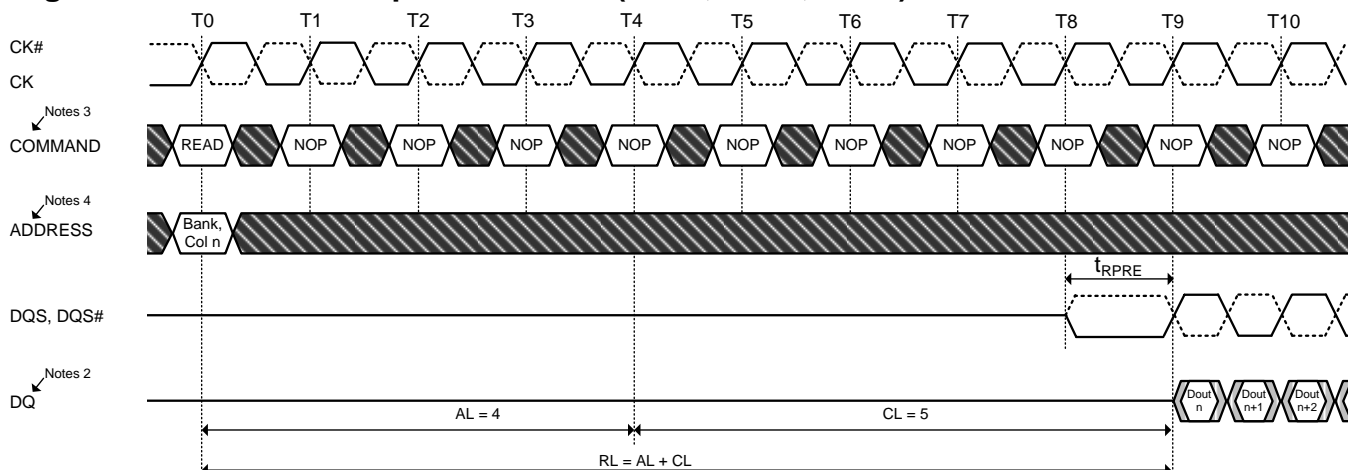 T0 T1 T2 T3 T4 T5 T6 T7 T8 T9 T10
CK#
CK
Notes 3
COMMAND READ NOP NOP NOP NOP NOP NOP NOP NOP NOP NOP
Notes 4
ADDRESS Bank,
Col n
tRPRE
DQS, DQS#
Notes 2
DQ Dout
n Dout
n+1 Dout
n+2
AL = 4 CL = 5
RL = AL + CL